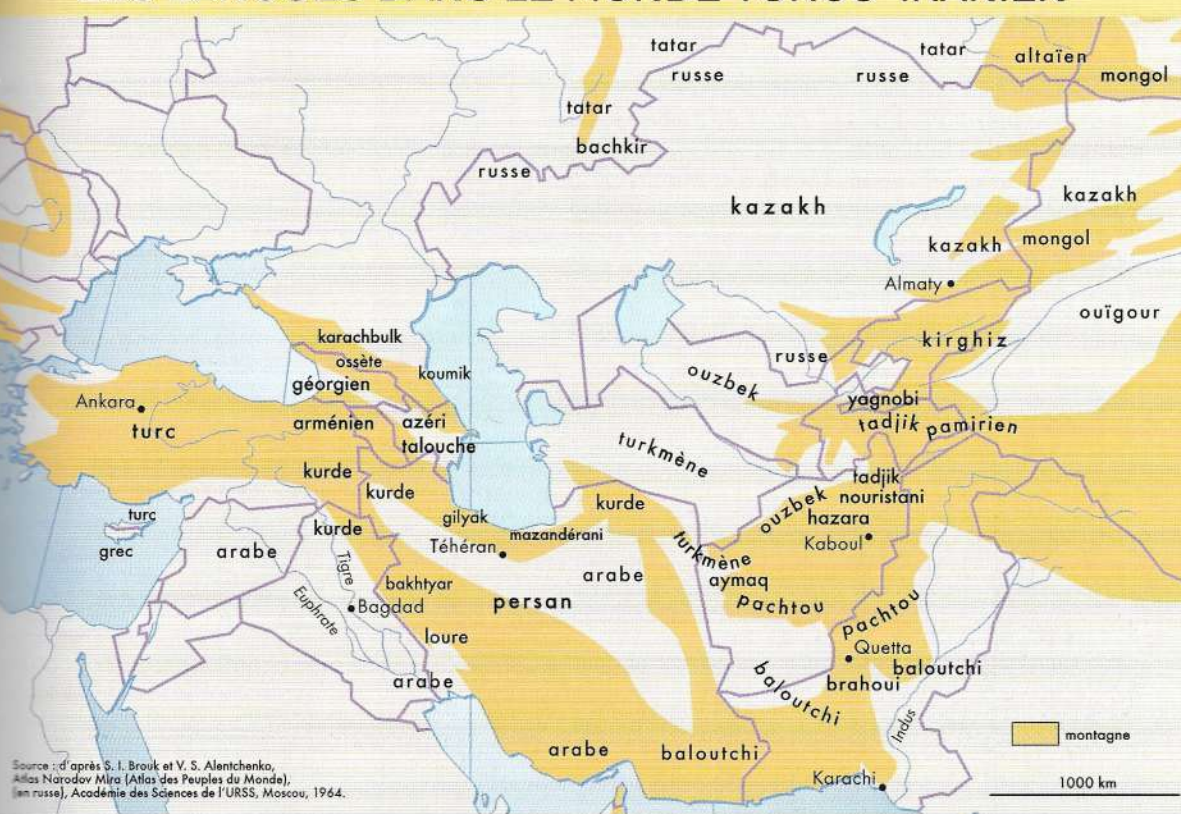 tatar
tatar
altaïen
russe
russe
mongol
tatar
bachkir
russe
kazakh
kazakh
kazakh
mongol
Almaty
ouïgour
karachbulk
kirghiz
russe
ossète
koumik
géorgien
ouzbek
Ankara
yagnobi
turc
arménien
azéri
tadjik
pamirien
talouche
turkmène
kurde
tadjik
kurde
kurde
ouzbek
nouristani
turc
gilyak
hazara
kurde
mazandérani
Kaboul
grec
arabe
Téhéran
turkmène
Tigre
arabe
aymaq
bakhtyar
persan
pachtou
pachtou
Euphrate
Bagdad
loure
Quetta
baloutchi
arabe
baloutchi
brahoui
Indus
montagne
arabe
baloutchi
Source : d'après S. I. Brouk et V. S. Alentchenko,
Atlas Narodov Mira (Atlas des Peuples du Monde),
(en russe), Académie des Sciences de l'URSS, Moscou, 1964.
Karachi
1000 km